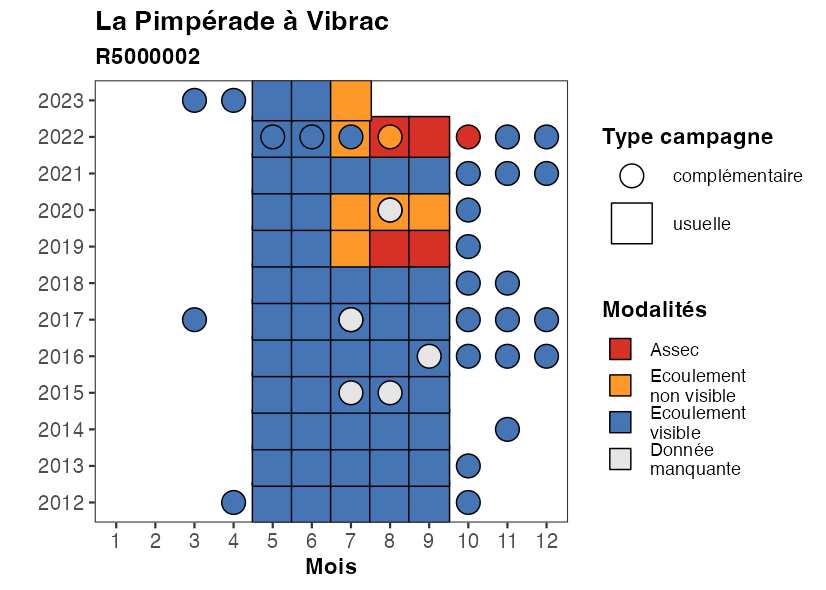 La Pimpérade à Vibrac
R5000002
2023
2022
2021
2020
2019
2018
2017
2016
2015
2014
2013
2012
1 2 3 4 5 6 7 8 9 10 11 12
Mois
Type campagne
complémentaire
usuelle
Modalités
Assec
Ecoulement
non visible
Ecoulement
visible
Donnée
manquante